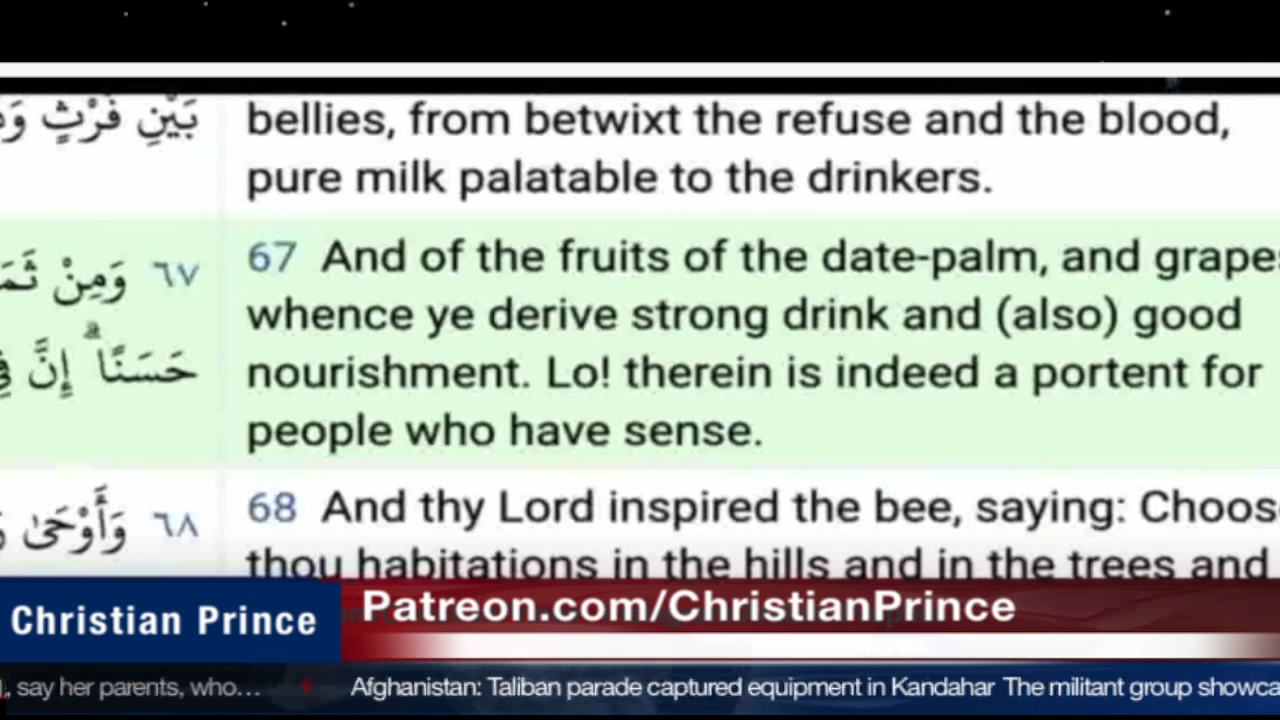 بَيْنِ فَرْثٍ
bellies, from betwixt the refuse and the blood,
pure milk palatable to the drinkers.
٦٧ وَمِنْ
67 And of the fruits of the date-palm, and grapes
whence ye derive strong drink and (also) good
حَسَنًا ۗ إِنَّ
nourishment. Lo! therein is indeed a portent for
people who have sense.
٦٨ وَأَوْحَىٰ
68 And thy Lord inspired the bee, saying: Choose
thou habitations in the hills and in the trees and
Christian Prince
Patreon.com/ChristianPrince
, say her parents, who...
Afghanistan: Taliban parade captured equipment in Kandahar The militant group showca